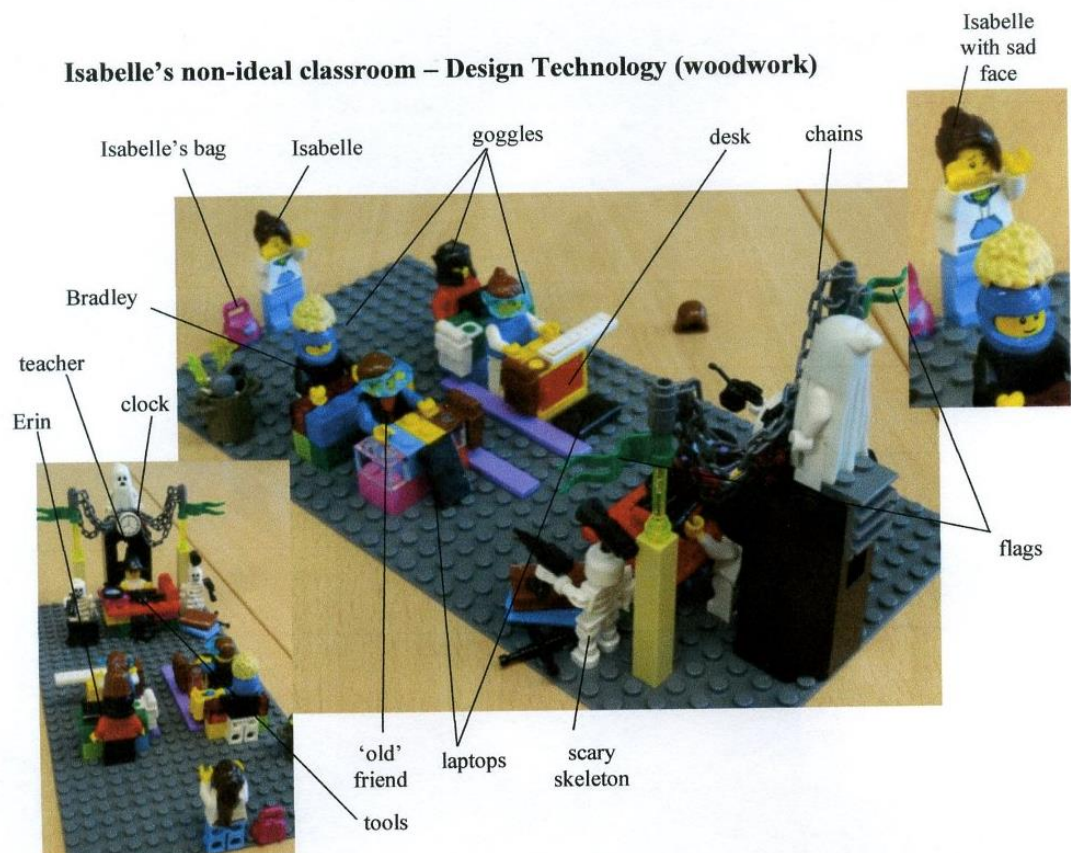 Isabelle
with sad
face
Isabelle's non-ideal classroom – Design Technology (woodwork)
Isabelle's bag
Isabelle
goggles
desk
chains
Bradley
teacher
Erin
clock
flags
'old'
friend
laptops
scary
skeleton
tools